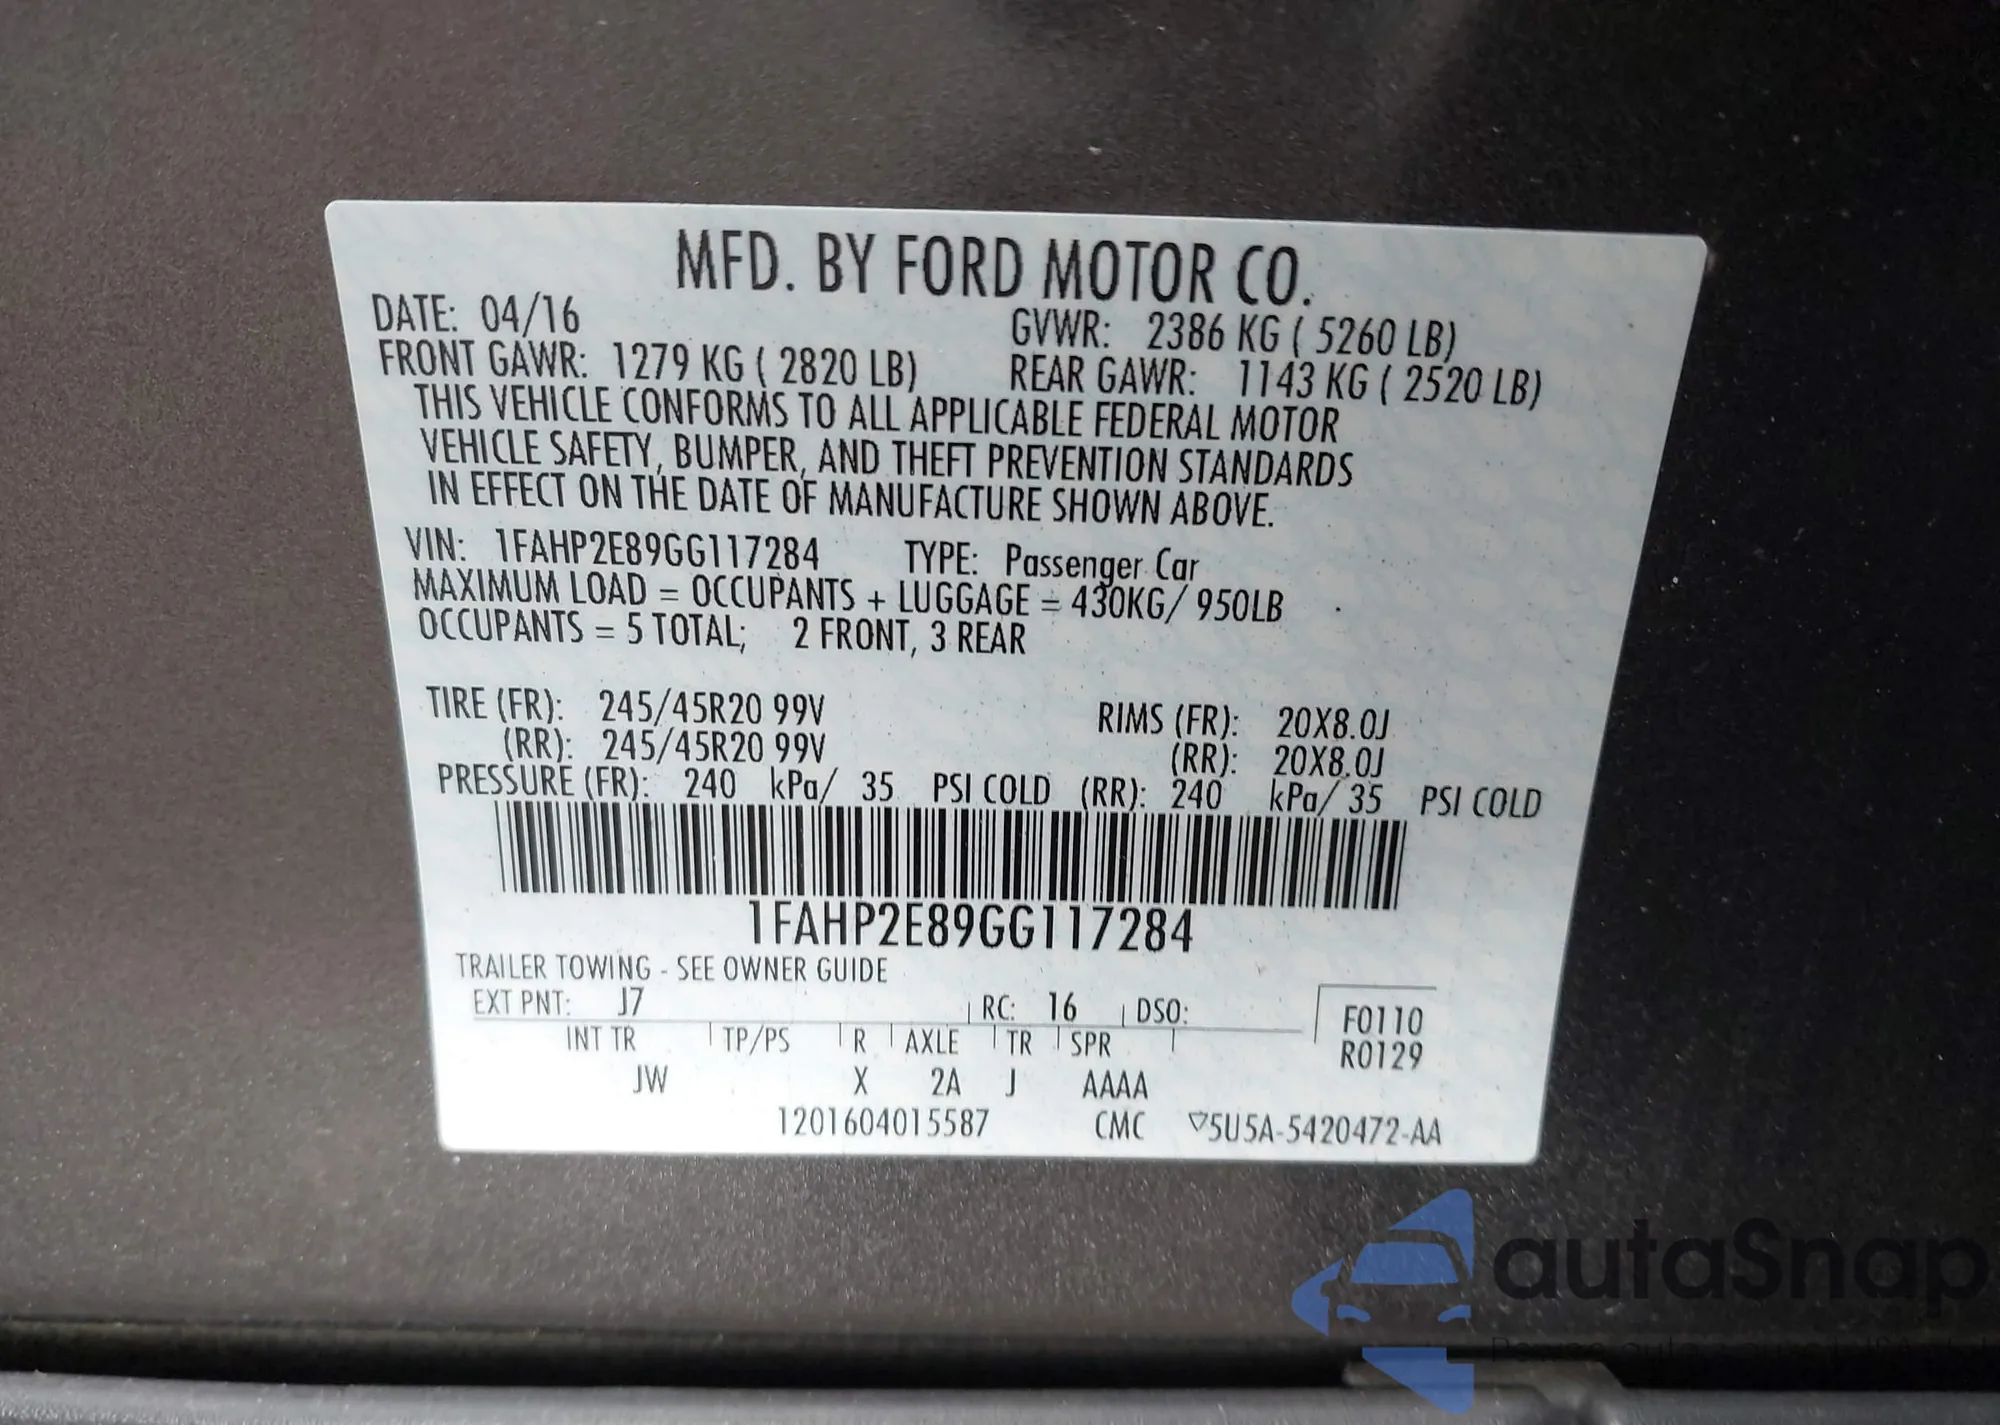 MFD. BY FORD MOTOR CO.
DATE: 04/16 GVWR: 2386 KG ( 5260 LB)
FRONT GAWR: 1279 KG ( 2820 LB) REAR GAWR: 1143 KG ( 2520 LB)
THIS VEHICLE CONFORMS TO ALL APPLICABLE FEDERAL MOTOR
VEHICLE SAFETY, BUMPER, AND THEFT PREVENTION STANDARDS
IN EFFECT ON THE DATE OF MANUFACTURE SHOWN ABOVE.
VIN: 1FAHP2E89GG117284 TYPE: Passenger Car
MAXIMUM LOAD = OCCUPANTS + LUGGAGE = 430KG/ 950LB
OCCUPANTS = 5 TOTAL; 2 FRONT, 3 REAR
TIRE (FR): 245/45R20 99V RIMS (FR): 20X8.0J
(RR): 245/45R20 99V (RR): 20X8.0J
PRESSURE (FR): 240 kPa/ 35 PSI COLD (RR): 240 kPa/ 35 PSI COLD
1FAHP2E89GG117284
TRAILER TOWING - SEE OWNER GUIDE
EXT PNT: J7 RC: 16 DSO: F0110
INT TR TP/PS R AXLE TR SPR R0129
JW X 2A J AAAA
1201604015587 CMC ▽5U5A-5420472-AA
autaSnap